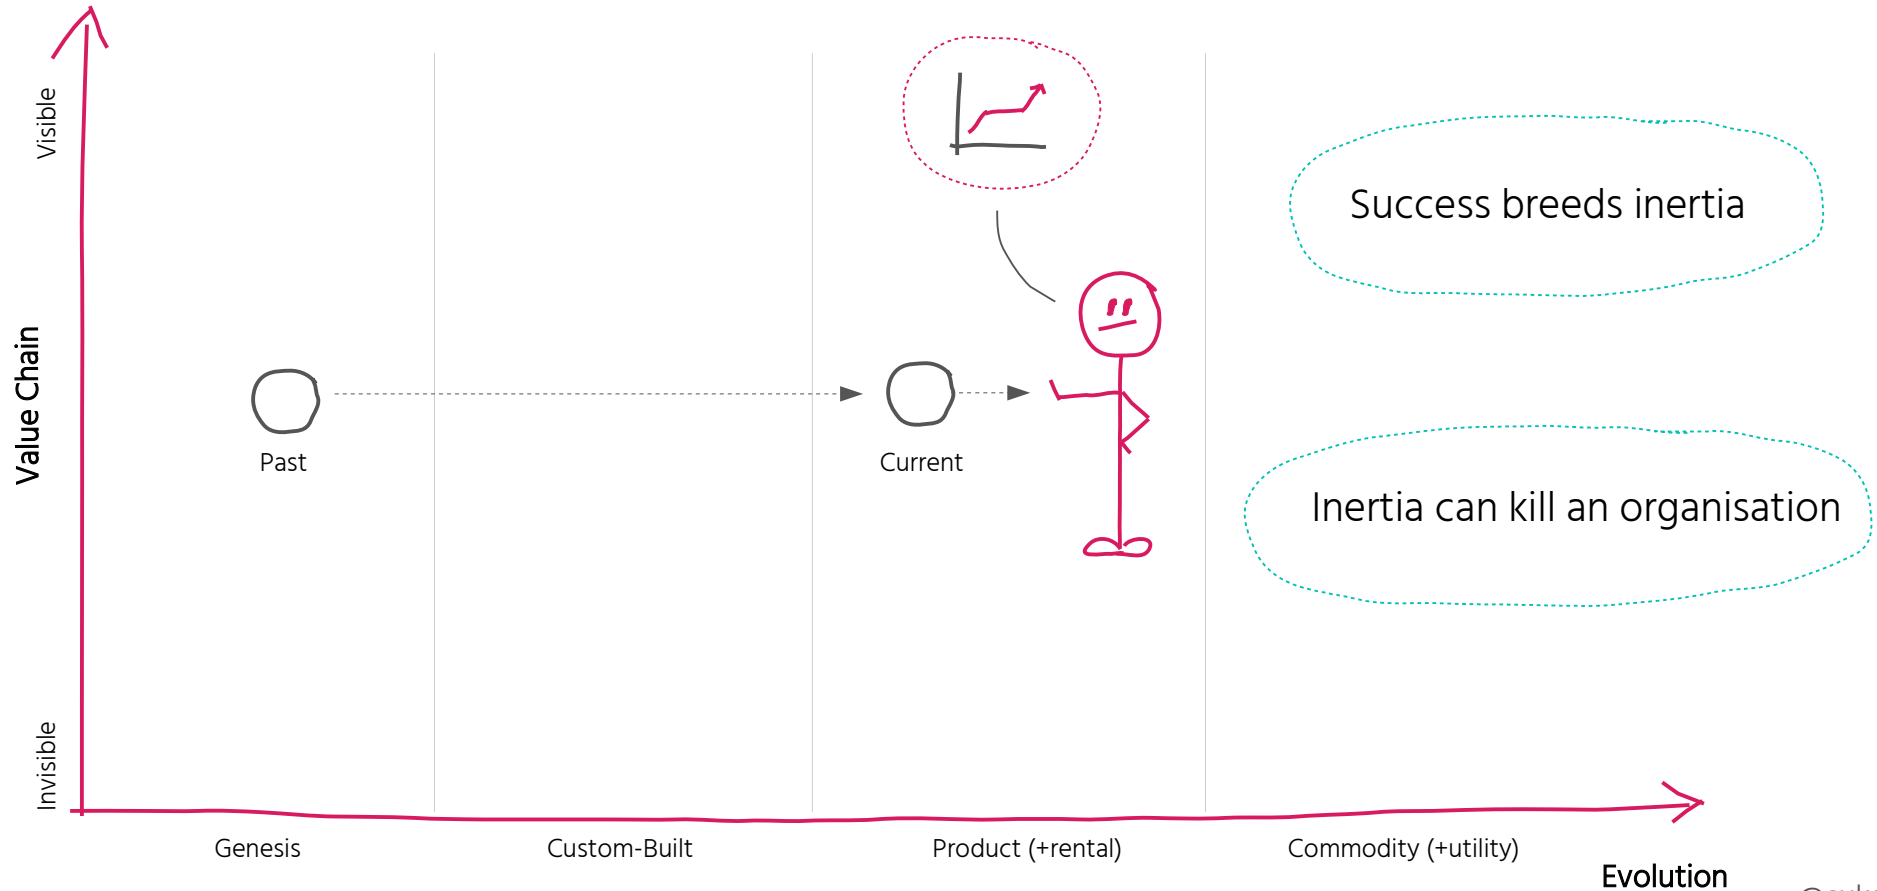 Visible
Success breeds inertia
Value Chain
Past
Current
Inertia can kill an organisation
Invisible
Genesis
Custom-Built
Product (+rental)
Commodity (+utility)
Evolution